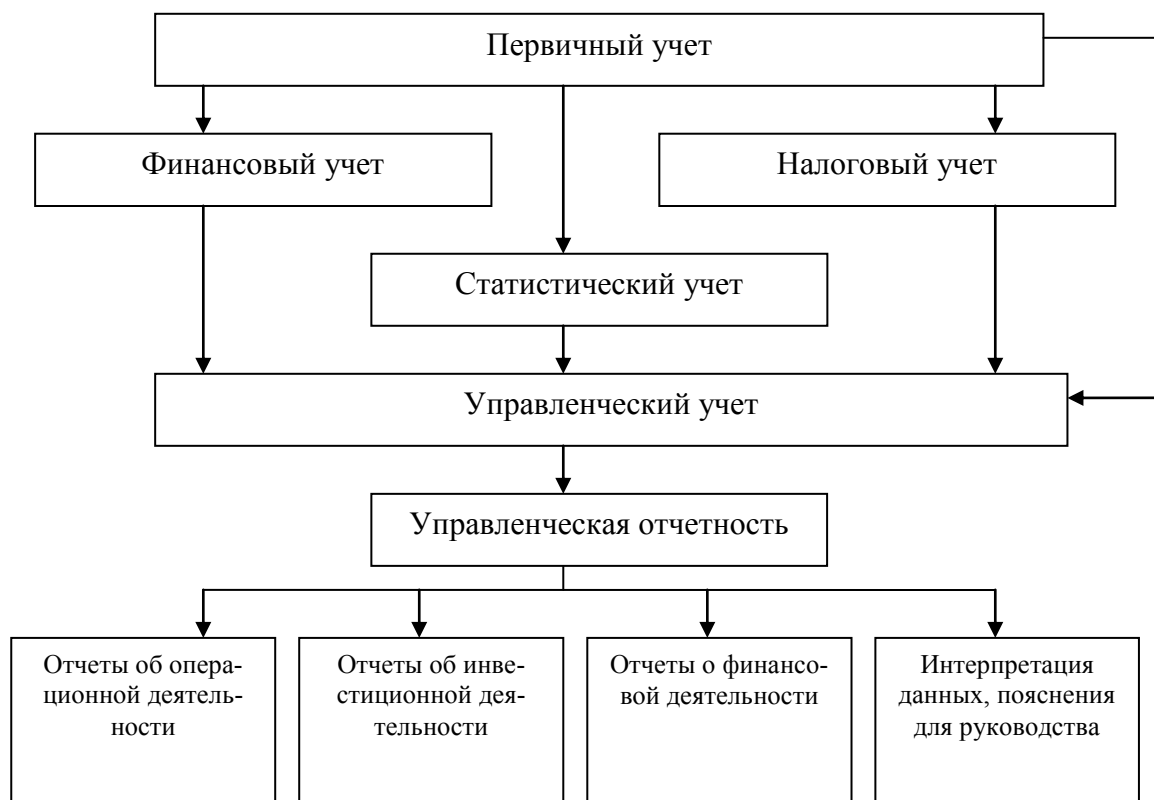 Первичный учет
Финансовый учет
Налоговый учет
Статистический учет
Управленческий учет
Управленческая отчетность
Отчеты об опера-
ционной деятель-
ности
Отчеты об инве-
стиционной дея-
тельности
Отчеты о финансо-
вой деятельности
Интерпретация
данных, пояснения
для руководства